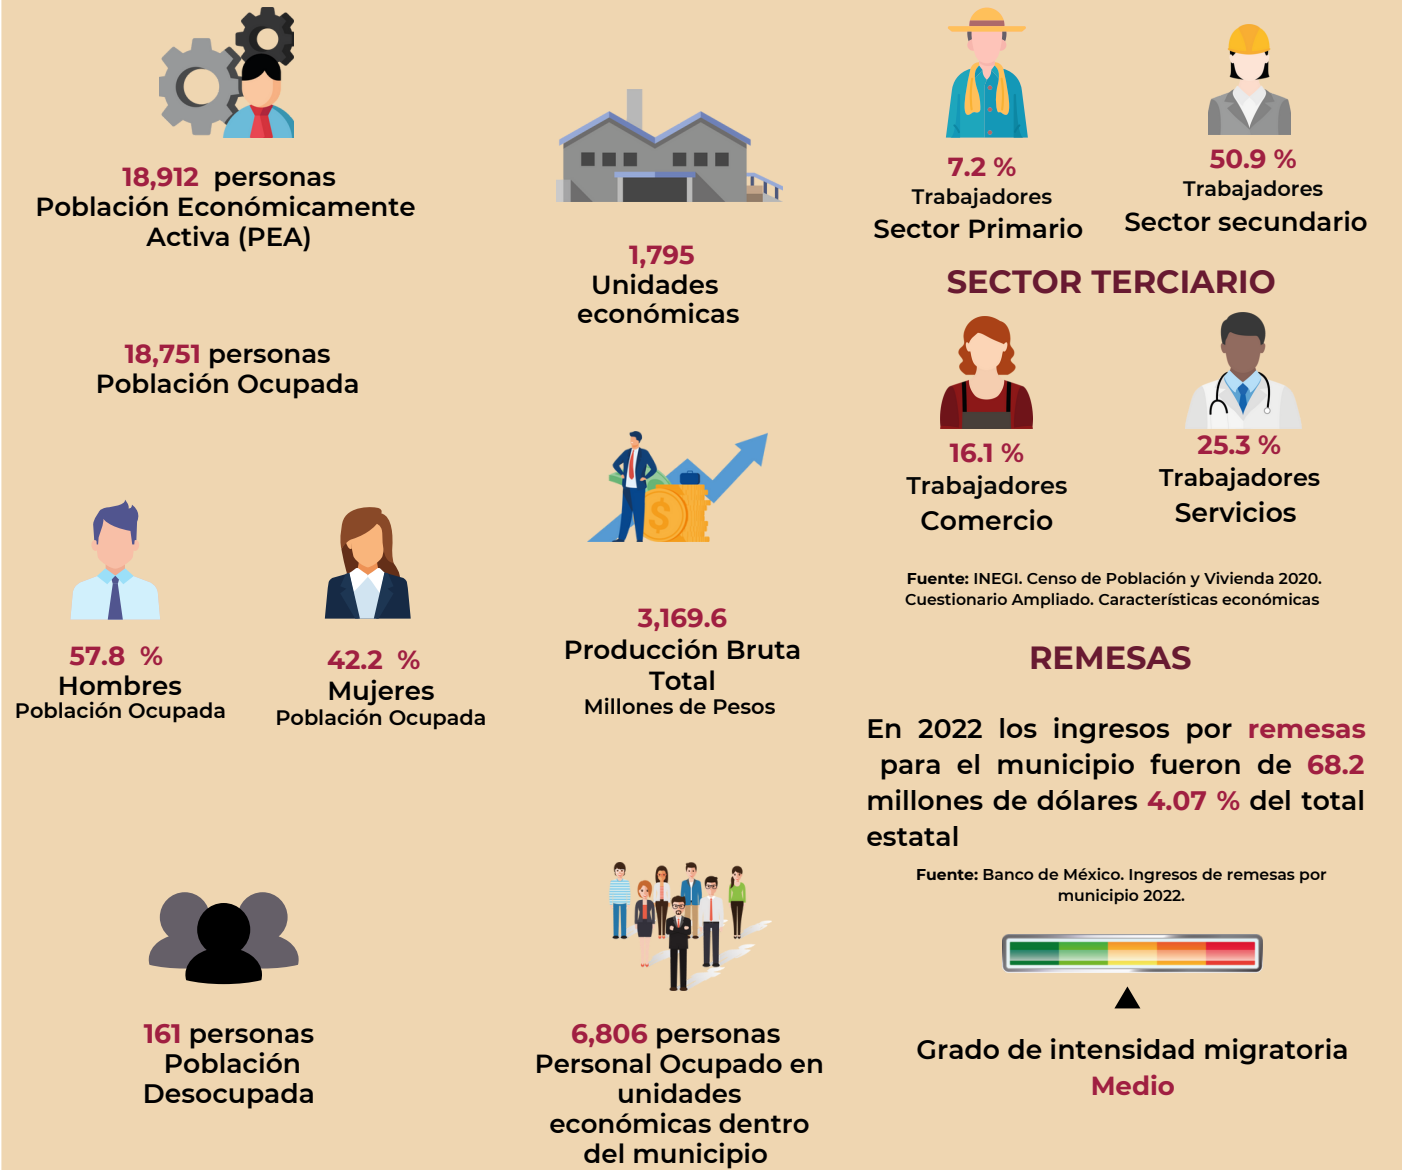 18,912 personas
Población Económicamente
Activa (PEA)
18,751 personas
Población Ocupada
57.8 %
Hombres
Población Ocupada
42.2 %
Mujeres
Población Ocupada
161 personas
Población
Desocupada
1,795
Unidades
económicas
$
3,169.6
Producción Bruta
Total
Millones de Pesos
6,806 personas
Personal Ocupado en
unidades
económicas dentro
del municipio
7.2 %
Trabajadores
Sector Primario
50.9 %
Trabajadores
Sector secundario
SECTOR TERCIARIO
16.1 %
Trabajadores
Comercio
25.3 %
Trabajadores
Servicios
Fuente: INEGI. Censo de Población y Vivienda 2020.
Cuestionario Ampliado. Características económicas
REMESAS
En 2022 los ingresos por remesas
para el municipio fueron de 68.2
millones de dólares 4.07 % del total
estatal
Fuente: Banco de México. Ingresos de remesas por
municipio 2022.
Grado de intensidad migratoria
Medio